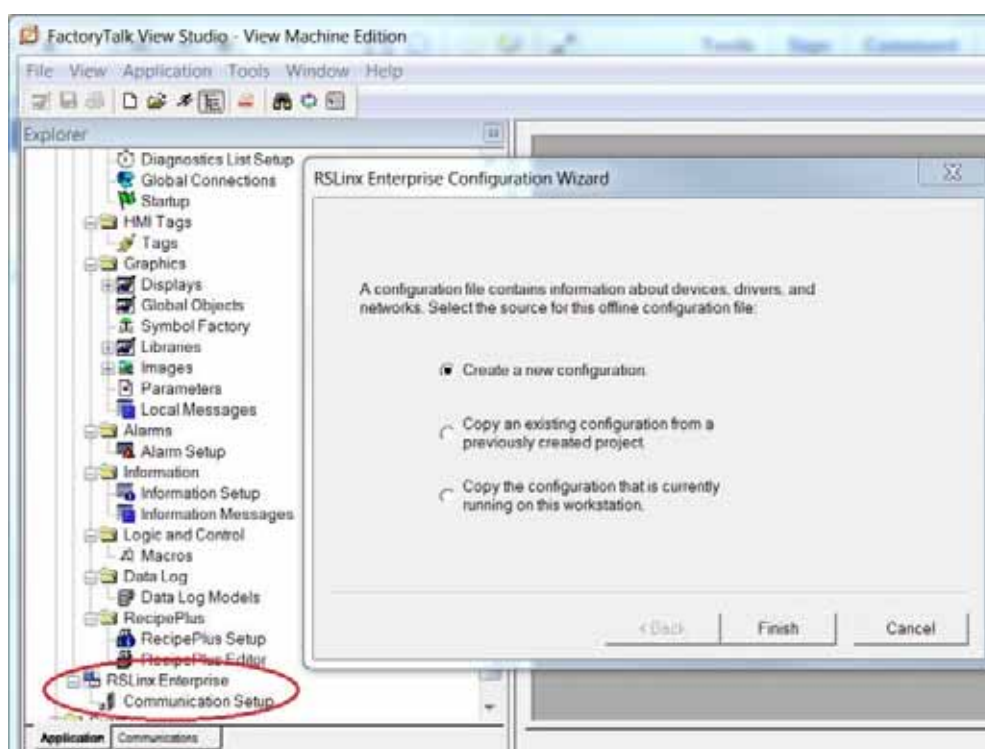 FactoryTalk View Studio - View Machine Edition
File View Application Tools Window Help
Explorer
Diagnostics List Setup
Global Connections
Startup
HMI Tags
Tags
Graphics
Displays
Global Objects
Symbol Factory
Libraries
Images
Parameters
Local Messages
Alarms
Alarm Setup
Information
Information Setup
Information Messages
Logic and Control
Macros
Data Log
Data Log Models
RecipePlus
RecipePlus Setup
RecipePlus Editor
RSLinx Enterprise
Communication Setup
Application Communications
RSLinx Enterprise Configuration Wizard
A configuration file contains information about devices, drivers, and
networks. Select the source for this offline configuration file:
Create a new configuration.
Copy an existing configuration from a
previously created project.
Copy the configuration that is currently
running on this workstation.
< Back Finish Cancel